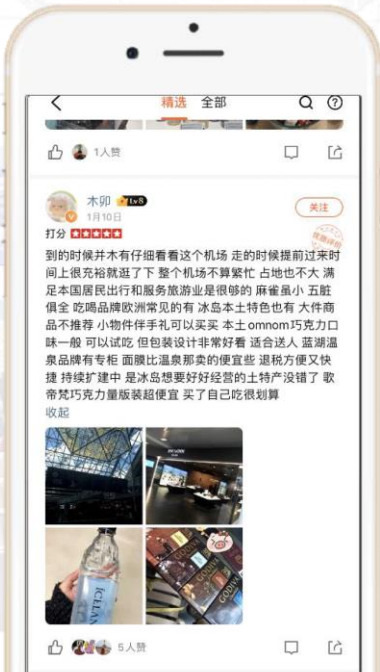 精选 全部
1人赞
木卯 Lv8
1月10日
关注
打分
优质评价
到的时候并木有仔细看看这个机场 走的时候提前过来时
间上很充裕就逛了下 整个机场不算繁忙 占地也不大 满
足本国居民出行和服务旅游业是很够的 麻雀虽小 五脏
俱全 吃喝品牌欧洲常见的有 冰岛本土特色也有 大件商
品不推荐 小物件伴手礼可以买买 本土omnom巧克力口
味一般 可以试吃 但包装设计非常好看 适合送人 蓝湖温
泉品牌有专柜 面膜比温泉那卖的便宜些 退税方便又快
捷 持续扩建中 是冰岛想要好好经营的土特产没错了 歌
帝梵巧克力量版装超便宜 买了自己吃很划算
收起
ICELAN
GODIVA
5人赞